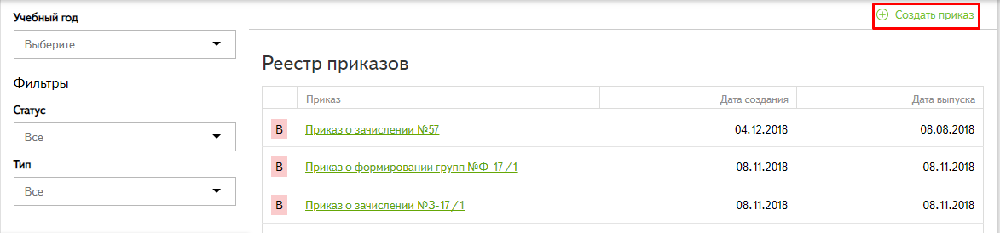 Учебный год
Выберите
Фильтры
Статус
Все
Тип
Все
Создать приказ
Реестр приказов
Приказ Дата создания Дата выпуска
В Приказ о зачислении №57 04.12.2018 08.08.2018
В Приказ о формировании групп №Ф-17/1 08.11.2018 08.11.2018
В Приказ о зачислении №З-17/1 08.11.2018 08.11.2018